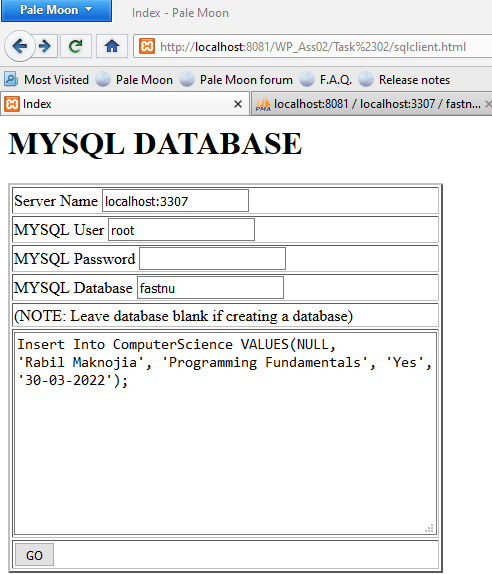 Pale Moon
Index - Pale Moon
http://localhost:8081/WP_Ass02/Task%2302/sqlclient.html
Most Visited Pale Moon Pale Moon forum F.A.Q. Release notes
Index
PMA localhost:8081 / localhost:3307 / fastn...
MYSQL DATABASE
Server Name localhost:3307
MYSQL User root
MYSQL Password
MYSQL Database fastnu
(NOTE: Leave database blank if creating a database)
Insert Into ComputerScience VALUES(NULL,
'Rabil Maknojia', 'Programming Fundamentals', 'Yes',
'30-03-2022');
GO